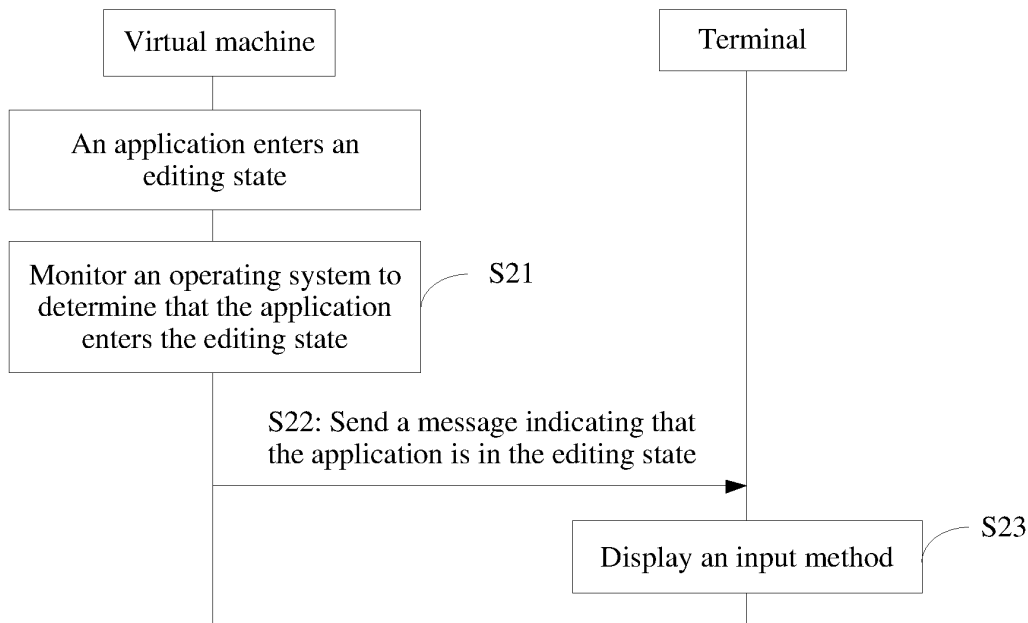 Virtual machine
Terminal
An application enters an
editing state
Monitor an operating system to
determine that the application
enters the editing state
S21
S22: Send a message indicating that
the application is in the editing state
Display an input method
S23